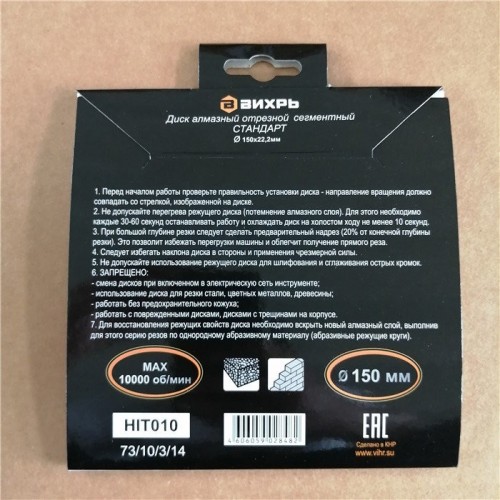 ВИХРЬ
Диск алмазный отрезной сегментный
СТАНДАРТ
Ø 150х22,2мм
1. Перед началом работы проверьте правильность установки диска - направление вращения должно
совпадать со стрелкой, изображенной на диске.
2. Не допускайте перегрева режущего диска (потемнение алмазного слоя). Для этого необходимо
каждые 30-60 секунд останавливать работу и охлаждать диск на холостом ходу не менее 10 секунд.
3. При большой глубине резки следует сделать предварительный надрез (20% от конечной глубины
резки). Это позволит избежать перегрузки машины и облегчит получение прямого реза.
4. Следует избегать наклона диска в стороны и применения чрезмерной силы.
5. Не допускайте использование режущего диска для шлифования и сглаживания острых кромок.
6. ЗАПРЕЩЕНО:
- смена дисков при включенном в электрическую сеть инструменте;
- использование диска для резки стали, цветных металлов, древесины;
- работать без предохранительного кожуха;
- работать с поврежденными дисками, дисками с трещинами на корпусе.
7. Для восстановления режущих свойств диска необходимо вскрыть новый алмазный слой, выполнив
для этого серию резов по однородному абразивному материалу (абразивные режущие круги).
MAX
10000 об/мин
Ø 150 мм
HIT010
73/10/3/14
4 606059 028482
ЕАС
Сделано в КНР
www.vihr.su